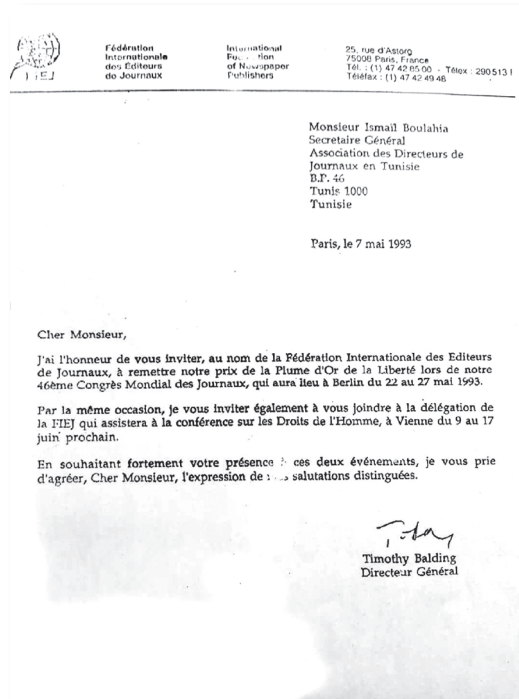 FIEJ
Fédération
Internationale
des Éditeurs
de Journaux
International
of Newspaper
Publishers
25, rue d'Astorg
75008 Paris, France
Tél. : (1) 47 42 85 00 - Télex : 290513 F
Téléfax : (1) 47 42 49 48
Monsieur Ismaïl Boulahia
Secretaire Général
Association des Directeurs de
Journaux en Tunisie
B.P. 46
Tunis 1000
Tunisie
Paris, le 7 mai 1993
Cher Monsieur,
J'ai l'honneur de vous inviter, au nom de la Fédération Internationale des Editeurs
de Journaux, à remettre notre prix de la Plume d'Or de la Liberté lors de notre
46ème Congrès Mondial des Journaux, qui aura lieu à Berlin du 22 au 27 mai 1993.
Par la même occasion, je vous inviter également à vous joindre à la délégation de
la FIEJ qui assistera à la conférence sur les Droits de l'Homme, à Vienne du 9 au 17
juin prochain.
En souhaitant fortement votre présence à ces deux événements, je vous prie
d'agréer, Cher Monsieur, l'expression de salutations distinguées.
Timothy Balding
Directeur Général